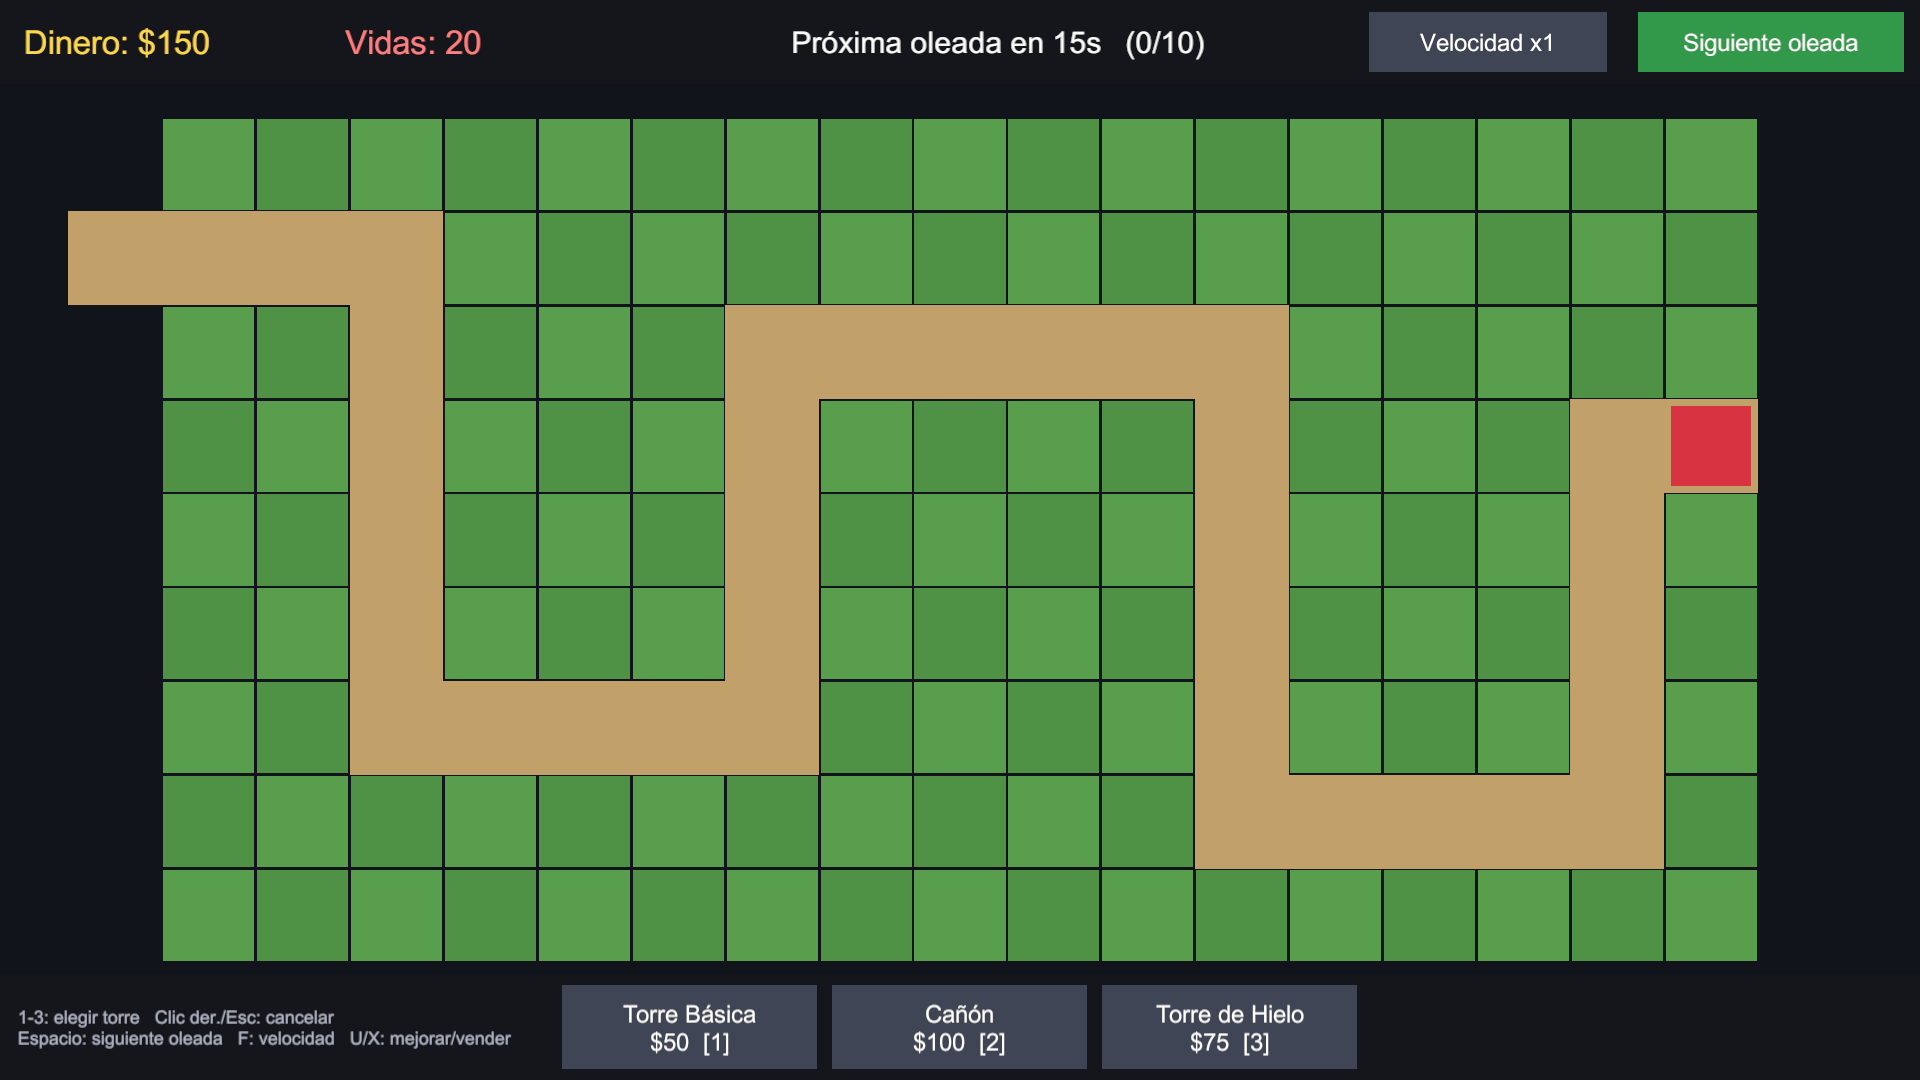 Dinero: $150
Vidas: 20
Próxima oleada en 15s (0/10)
Velocidad x1
Siguiente oleada
1-3: elegir torre Clic der./Esc: cancelar
Espacio: siguiente oleada F: velocidad U/X: mejorar/vender
Torre Básica
$50 [1]
Cañón
$100 [2]
Torre de Hielo
$75 [3]